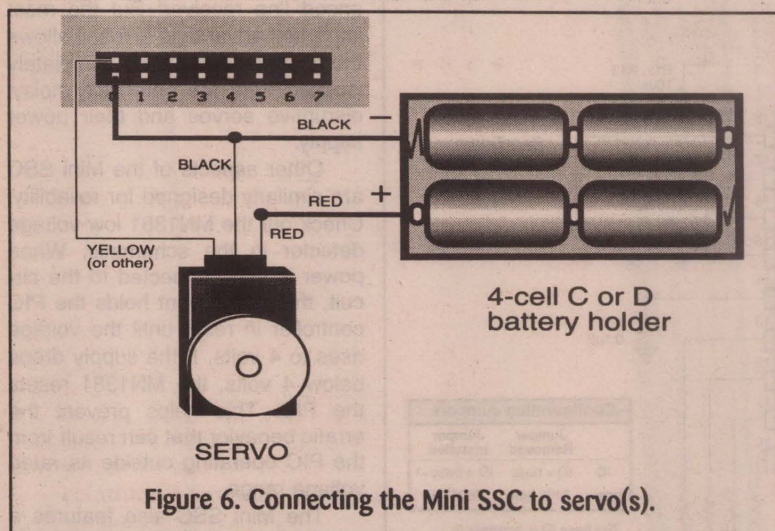 0 1 2 3 4 5 6 7
BLACK −
BLACK
RED +
RED
YELLOW
(or other)
SERVO
4-cell C or D
battery holder
Figure 6. Connecting the Mini SSC to servo(s).